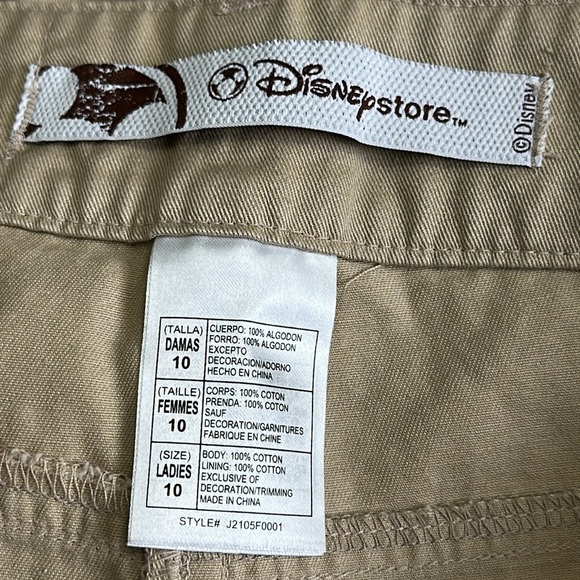 Disney store™
©Disney
(TALLA)
DAMAS
10
CUERPO: 100% ALGODON
FORRO: 100% ALGODON
EXCEPTO
DECORACION/ADORNO
HECHO EN CHINA
(TAILLE)
FEMMES
10
CORPS: 100% COTON
PRENDA: 100% COTON
SAUF
DECORATION/GARNITURES
FABRIQUE EN CHINE
(SIZE)
LADIES
10
BODY: 100% COTTON
LINING: 100% COTTON
EXCLUSIVE OF
DECORATION/TRIMMING
MADE IN CHINA
STYLE# J2105F0001